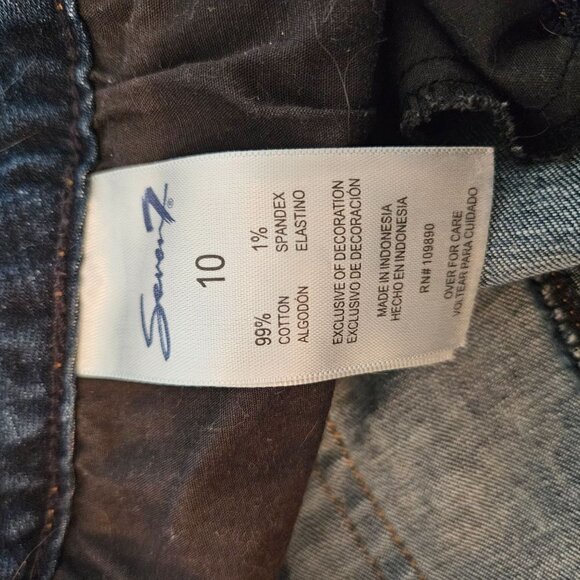 Seven7®
10
99% 1%
COTTON SPANDEX
ALGODÓN ELASTINO
EXCLUSIVE OF DECORATION
EXCLUSIVO DE DECORACIÓN
MADE IN INDONESIA
HECHO EN INDONESIA
RN# 109890
OVER FOR CARE
VOLTEAR PARA CUIDADO